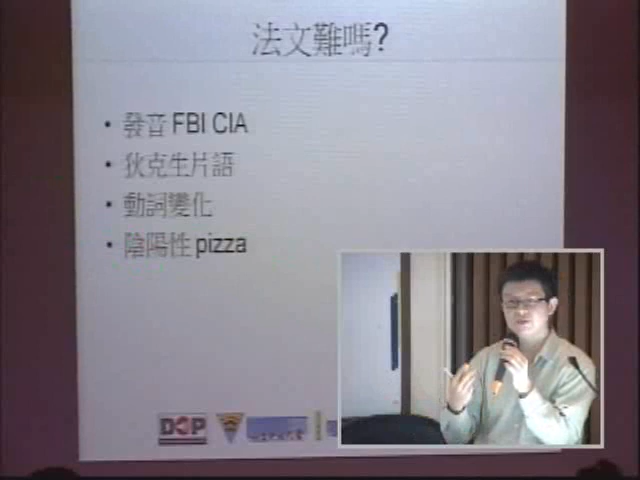 法文難嗎?
• 發音 FBI CIA
• 狄克生片語
• 動詞變化
• 陰陽性 pizza
DOP